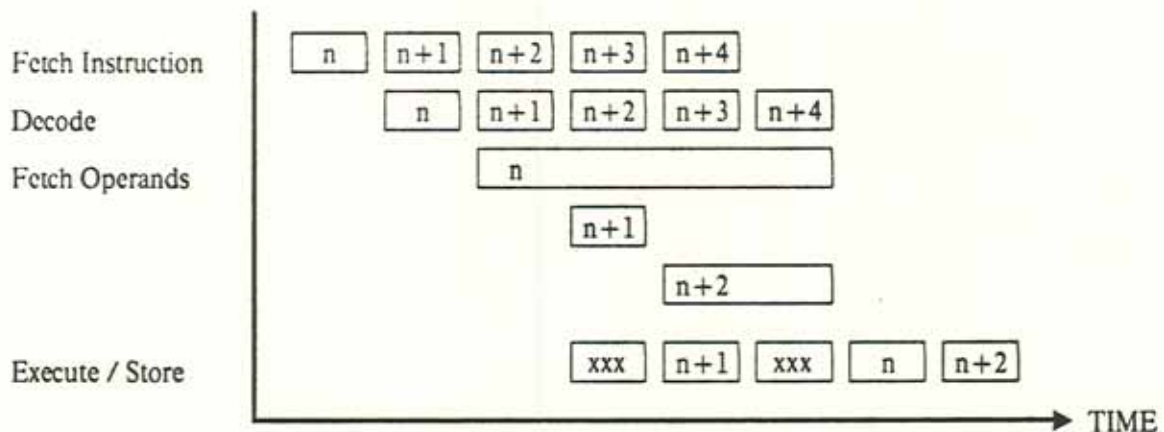 Fetch Instruction n n+1 n+2 n+3 n+4
Decode n n+1 n+2 n+3 n+4
Fetch Operands n
n+1
n+2
Execute / Store xxx n+1 xxx n n+2
TIME